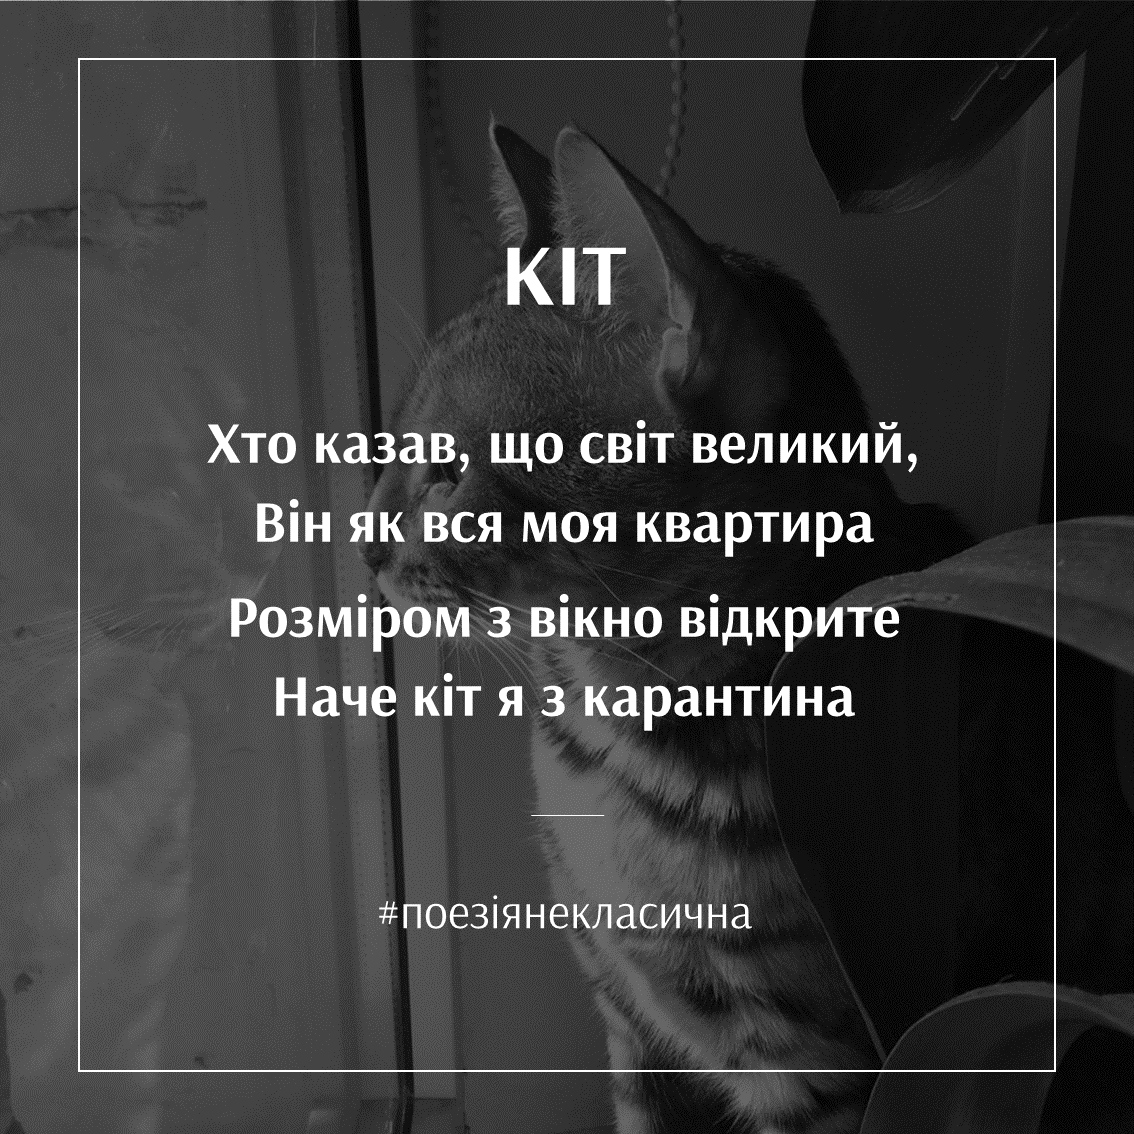 КІТ
Хто казав, що світ великий,
Він як вся моя квартира
Розміром з вікно відкрите
Наче кіт я з карантина
#поезіянекласична